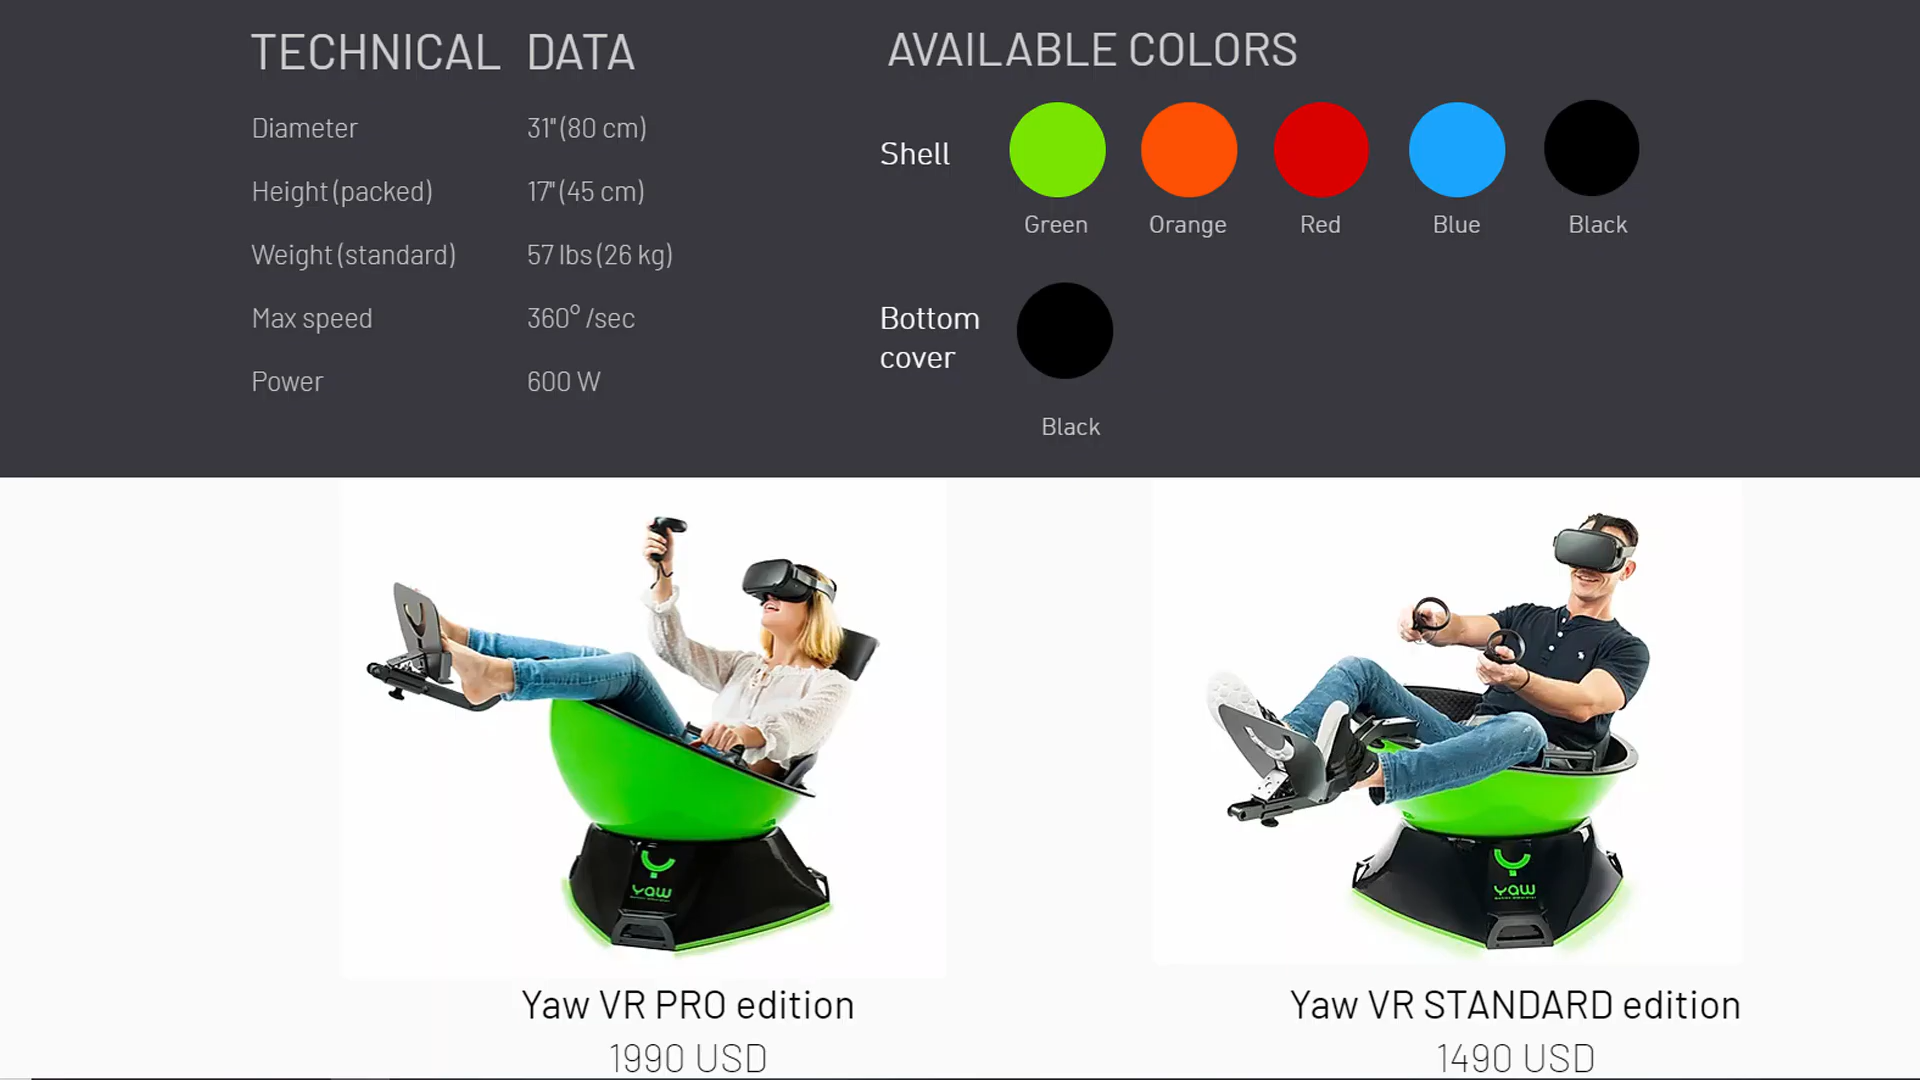 TECHNICAL DATA
Diameter 31" (80 cm)
Height (packed) 17" (45 cm)
Weight (standard) 57 lbs (26 kg)
Max speed 360° /sec
Power 600 W
AVAILABLE COLORS
Shell
Green Orange Red Blue Black
Bottom
cover
Black
Yaw
Yaw
Yaw VR PRO edition
1990 USD
Yaw VR STANDARD edition
1490 USD